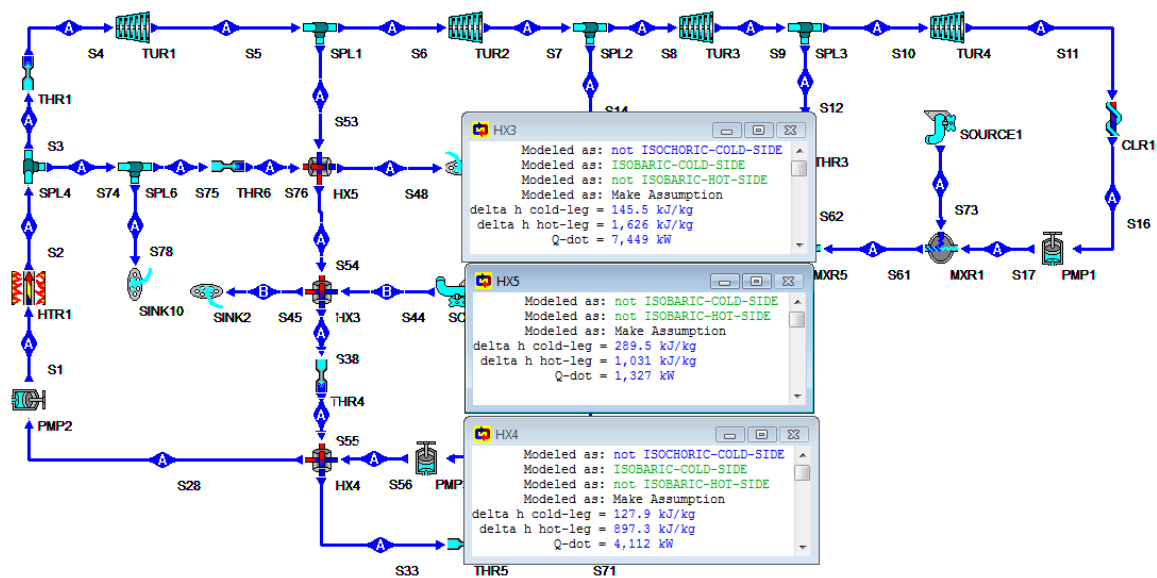 A S4 TUR1 A S5 SPL1 A S6 TUR2 A S7 SPL2 A S8 TUR3 A S9 SPL3 A S10 TUR4 A S11
THR1
A S3
A S53
A S14
A S12
SOURCE1
CLR1
SPL4 A S74 SPL6 A S75 THR6 A S76 HX5 A S48
THR3
A S2
A S78
A S54
S62
A S73
A S16
HTR1
SINK10
SINK2 B S45 HX3 B S44
MXR5 A S61 MXR1 A S17 PMP1
A S1
A S38
PMP2
THR4
A S55
A S28 HX4 A S56
A S33 THR5 S71
HX3
Modeled as: not ISOCHORIC-COLD-SIDE
Modeled as: ISOBARIC-COLD-SIDE
Modeled as: not ISOBARIC-HOT-SIDE
Modeled as: Make Assumption
delta h cold-leg = 145.5 kJ/kg
delta h hot-leg = 1,626 kJ/kg
Q-dot = 7,449 kW
HX5
Modeled as: not ISOBARIC-COLD-SIDE
Modeled as: not ISOBARIC-HOT-SIDE
Modeled as: Make Assumption
delta h cold-leg = 289.5 kJ/kg
delta h hot-leg = 1,031 kJ/kg
Q-dot = 1,327 kW
HX4
Modeled as: not ISOCHORIC-COLD-SIDE
Modeled as: ISOBARIC-COLD-SIDE
Modeled as: not ISOBARIC-HOT-SIDE
Modeled as: Make Assumption
delta h cold-leg = 127.9 kJ/kg
delta h hot-leg = 897.3 kJ/kg
Q-dot = 4,112 kW